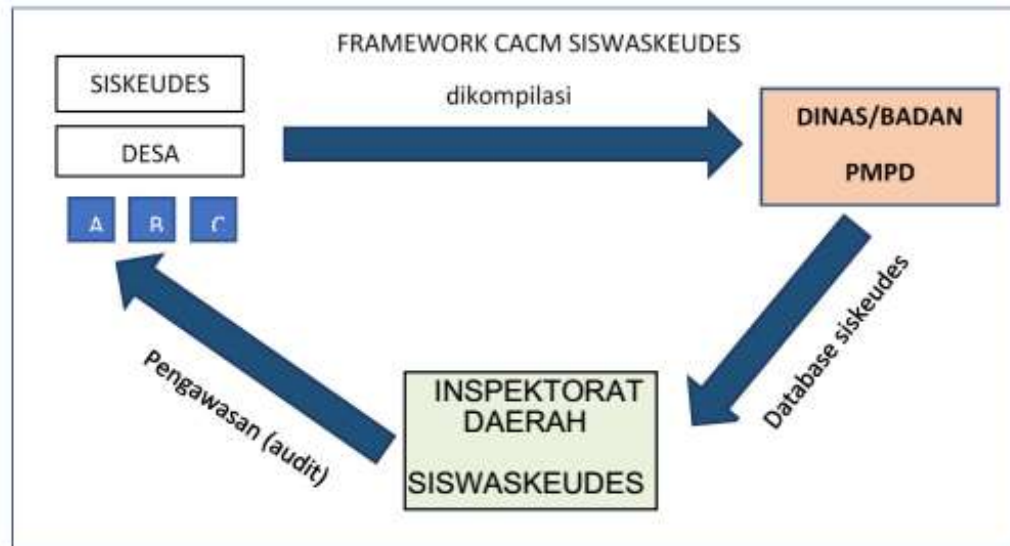 FRAMEWORK CACM SISWASKEUDES
SISKEUDES
dikompilasi
DESA
A B C
DINAS/BADAN
PMPD
Database siskeudes
INSPEKTORAT
DAERAH
SISWASKEUDES
Pengawasan (audit)